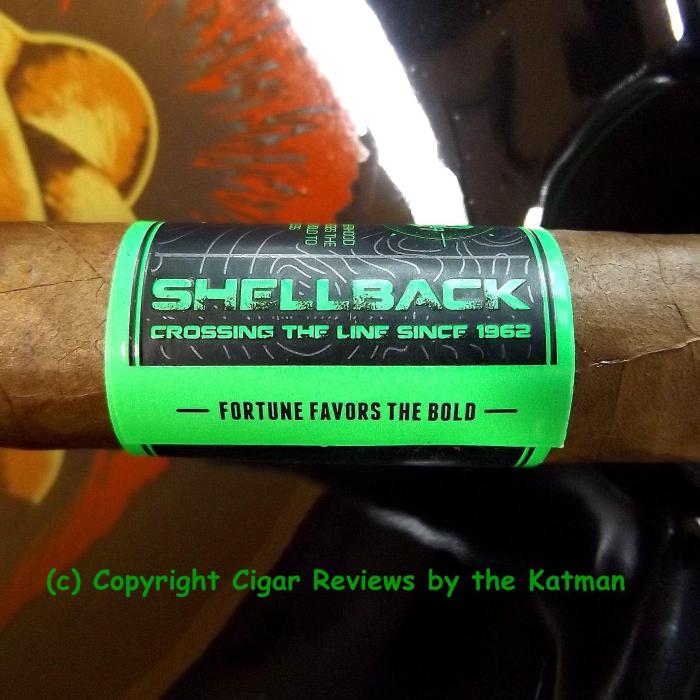 SHELLBACK
CROSSING THE LINE SINCE 1962
— FORTUNE FAVORS THE BOLD —
(c) Copyright Cigar Reviews by the Katman